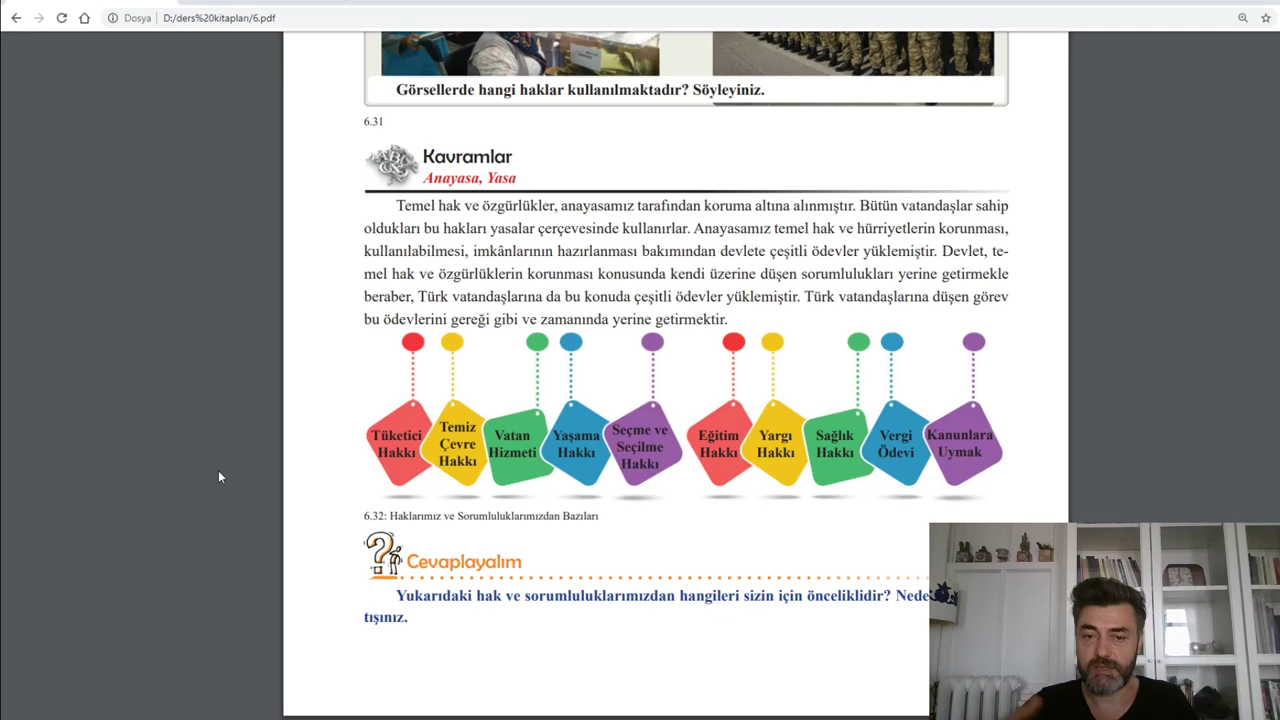 Dosya D:/ders%20kitapları/6.pdf
Görsellerde hangi haklar kullanılmaktadır? Söyleyiniz.
6.31
Kavramlar
Anayasa, Yasa
Temel hak ve özgürlükler, anayasamız tarafından koruma altına alınmıştır. Bütün vatandaşlar sahip
oldukları bu hakları yasalar çerçevesinde kullanırlar. Anayasamız temel hak ve hürriyetlerin korunması,
kullanılabilmesi, imkânlarının hazırlanması bakımından devlete çeşitli ödevler yüklemiştir. Devlet, te-
mel hak ve özgürlüklerin korunması konusunda kendi üzerine düşen sorumlulukları yerine getirmekle
beraber, Türk vatandaşlarına da bu konuda çeşitli ödevler yüklemiştir. Türk vatandaşlarına düşen görev
bu ödevlerini gereği gibi ve zamanında yerine getirmektir.
Tüketici
Hakkı
Temiz
Çevre
Hakkı
Vatan
Hizmeti
Yaşama
Hakkı
Seçme ve
Seçilme
Hakkı
Eğitim
Hakkı
Yargı
Hakkı
Sağlık
Hakkı
Vergi
Ödevi
Kanunlara
Uymak
6.32: Haklarımız ve Sorumluluklarımızdan Bazıları
Cevaplayalım
Yukarıdaki hak ve sorumluluklarımızdan hangileri sizin için önceliklidir? Nede
tışınız.